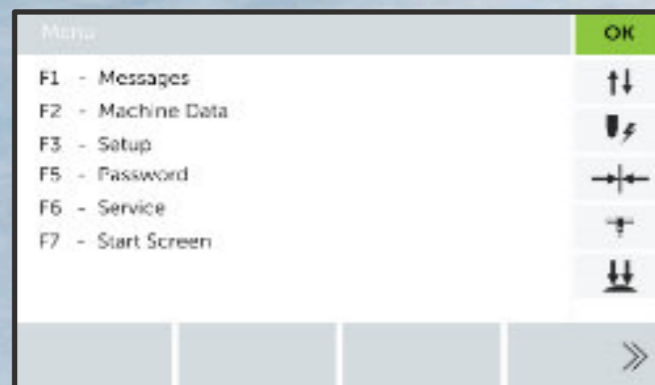 Menu
OK
F1 - Messages
F2 - Machine Data
F3 - Setup
F5 - Password
F6 - Service
F7 - Start Screen